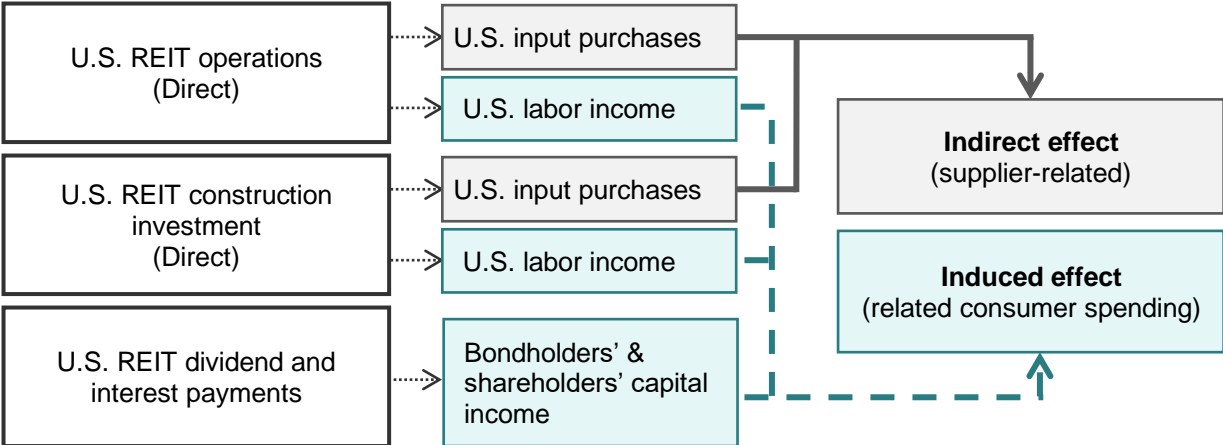 U.S. REIT operations
(Direct)
U.S. input purchases
U.S. labor income
U.S. REIT construction
investment
(Direct)
U.S. input purchases
U.S. labor income
U.S. REIT dividend and
interest payments
Bondholders’ &
shareholders’ capital
income
Indirect effect
(supplier-related)
Induced effect
(related consumer spending)